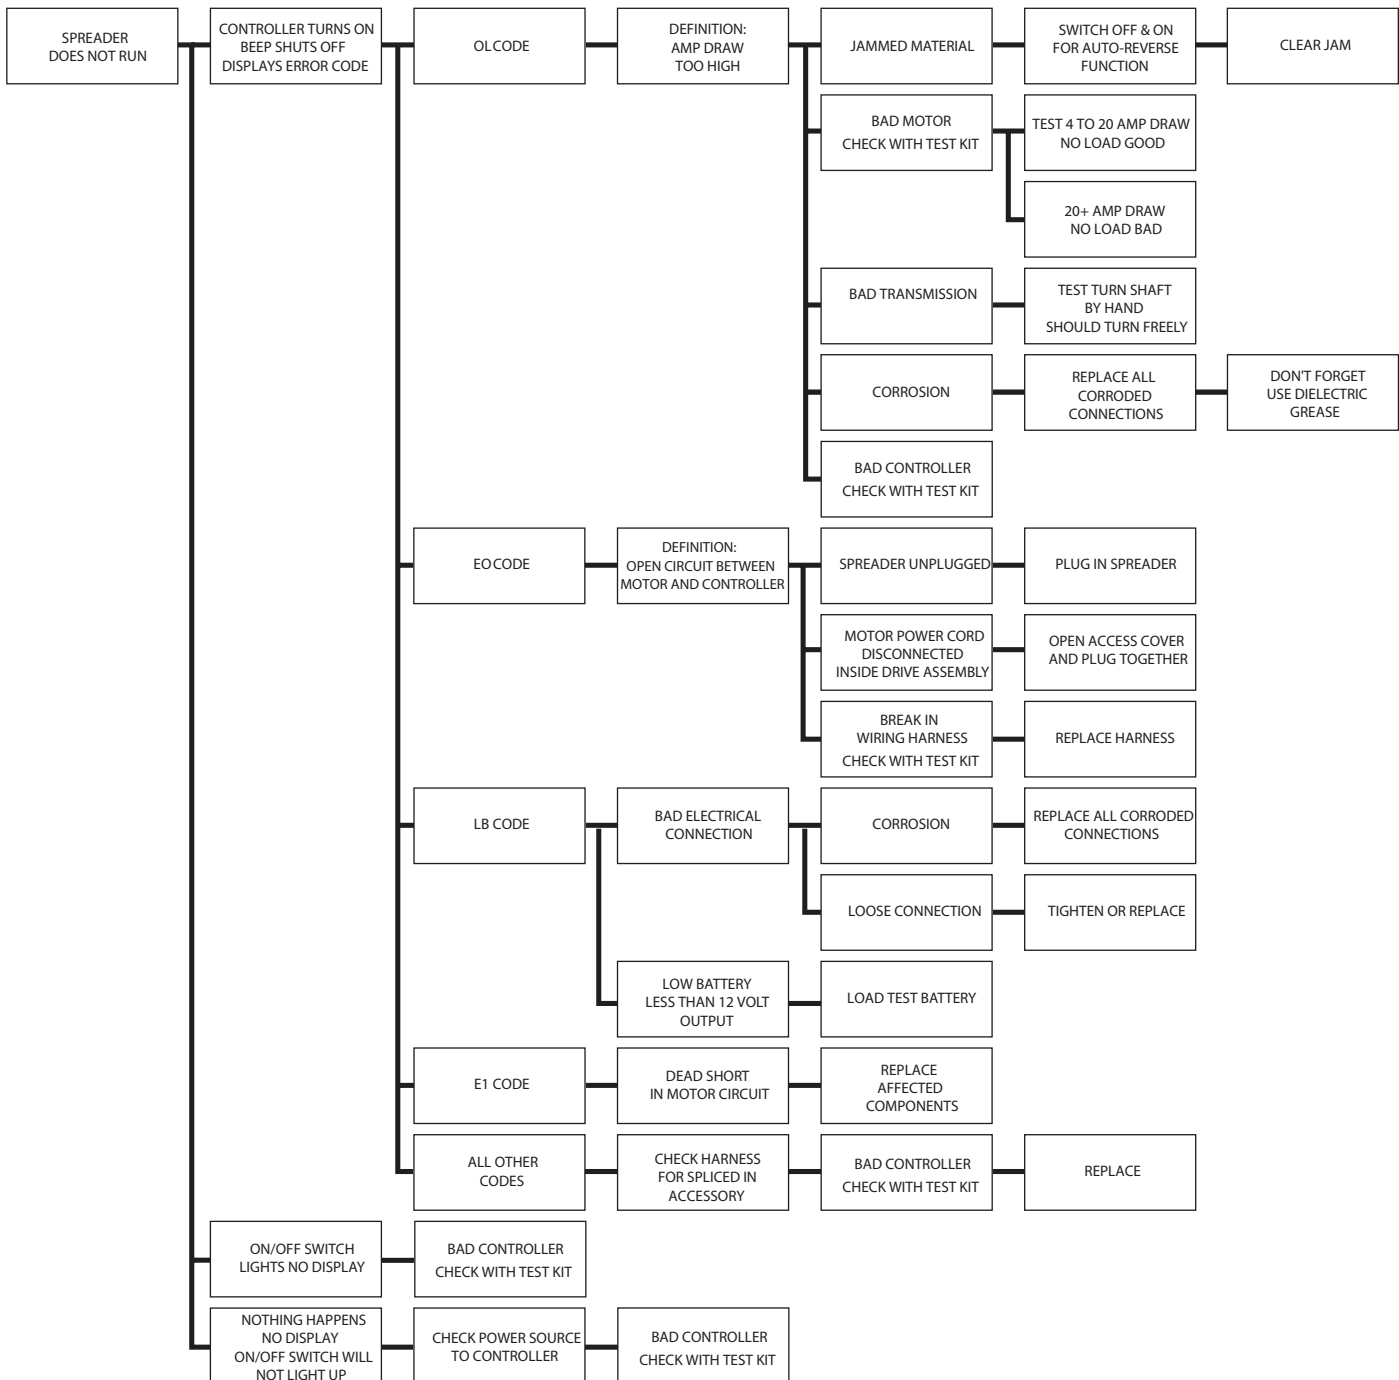 SPREADER
DOES NOT RUN
CONTROLLER TURNS ON
BEEP SHUTS OFF
DISPLAYS ERROR CODE
OL CODE
DEFINITION:
AMP DRAW
TOO HIGH
JAMMED MATERIAL
SWITCH OFF & ON
FOR AUTO-REVERSE
FUNCTION
CLEAR JAM
BAD MOTOR
CHECK WITH TEST KIT
TEST 4 TO 20 AMP DRAW
NO LOAD GOOD
20+ AMP DRAW
NO LOAD BAD
BAD TRANSMISSION
TEST TURN SHAFT
BY HAND
SHOULD TURN FREELY
CORROSION
REPLACE ALL
CORRODED
CONNECTIONS
DON'T FORGET
USE DIELECTRIC
GREASE
BAD CONTROLLER
CHECK WITH TEST KIT
EO CODE
DEFINITION:
OPEN CIRCUIT BETWEEN
MOTOR AND CONTROLLER
SPREADER UNPLUGGED
PLUG IN SPREADER
MOTOR POWER CORD
DISCONNECTED
INSIDE DRIVE ASSEMBLY
OPEN ACCESS COVER
AND PLUG TOGETHER
BREAK IN
WIRING HARNESS
CHECK WITH TEST KIT
REPLACE HARNESS
LB CODE
BAD ELECTRICAL
CONNECTION
CORROSION
REPLACE ALL CORRODED
CONNECTIONS
LOOSE CONNECTION
TIGHTEN OR REPLACE
LOW BATTERY
LESS THAN 12 VOLT
OUTPUT
LOAD TEST BATTERY
E1 CODE
DEAD SHORT
IN MOTOR CIRCUIT
REPLACE
AFFECTED
COMPONENTS
ALL OTHER
CODES
CHECK HARNESS
FOR SPLICED IN
ACCESSORY
BAD CONTROLLER
CHECK WITH TEST KIT
REPLACE
ON/OFF SWITCH
LIGHTS NO DISPLAY
BAD CONTROLLER
CHECK WITH TEST KIT
NOTHING HAPPENS
NO DISPLAY
ON/OFF SWITCH WILL
NOT LIGHT UP
CHECK POWER SOURCE
TO CONTROLLER
BAD CONTROLLER
CHECK WITH TEST KIT